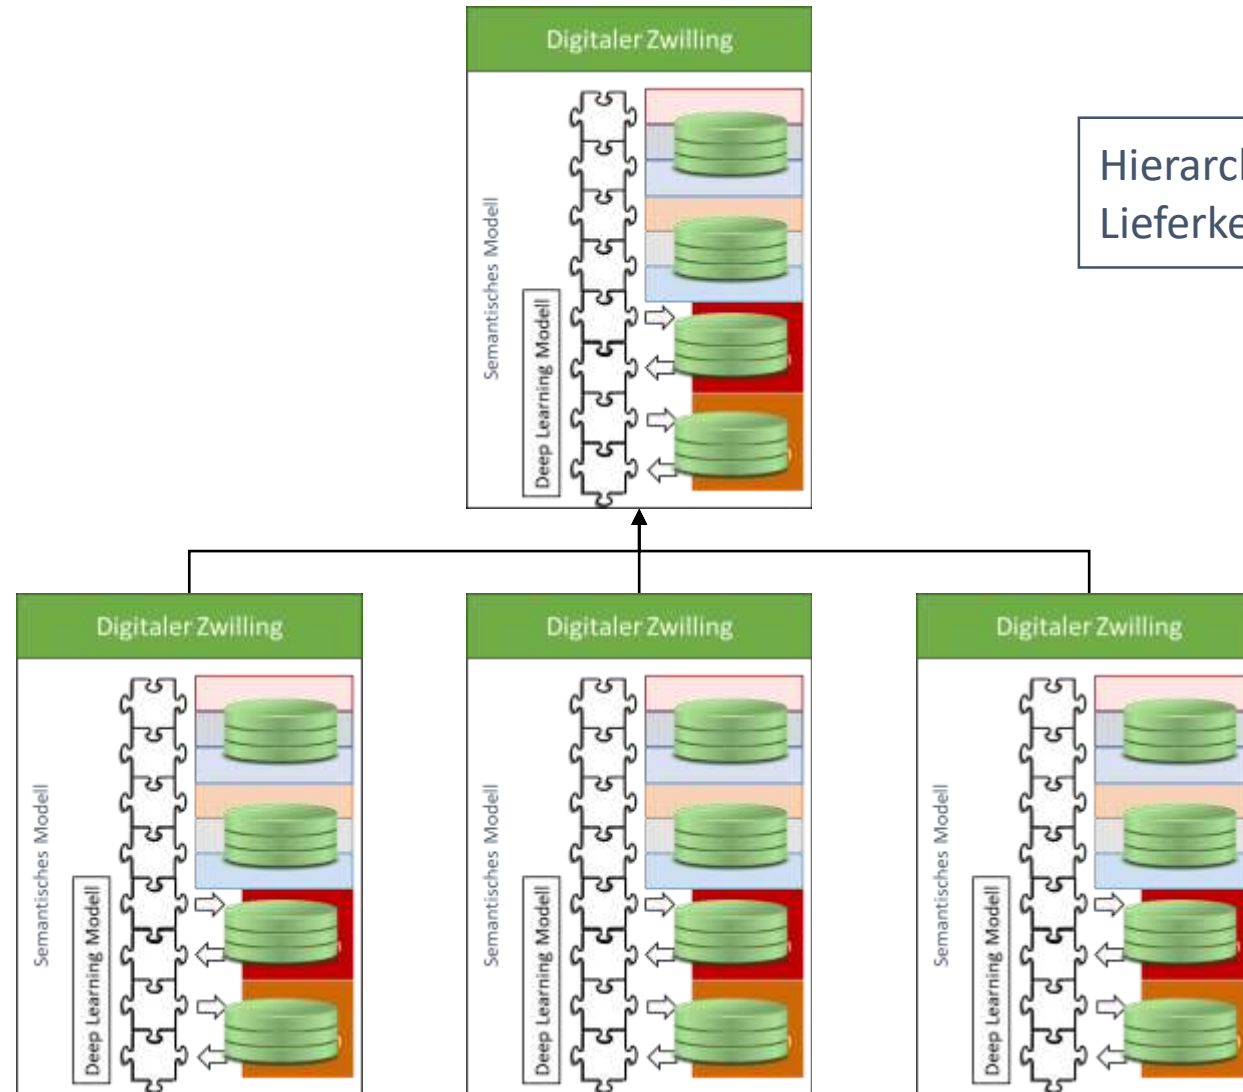 Digitaler Zwilling
Semantisches Modell
Deep Learning Modell
Hierarch
Lieferke
Digitaler Zwilling
Semantisches Modell
Deep Learning Modell
Digitaler Zwilling
Semantisches Modell
Deep Learning Modell
Digitaler Zwilling
Semantisches Modell
Deep Learning Modell